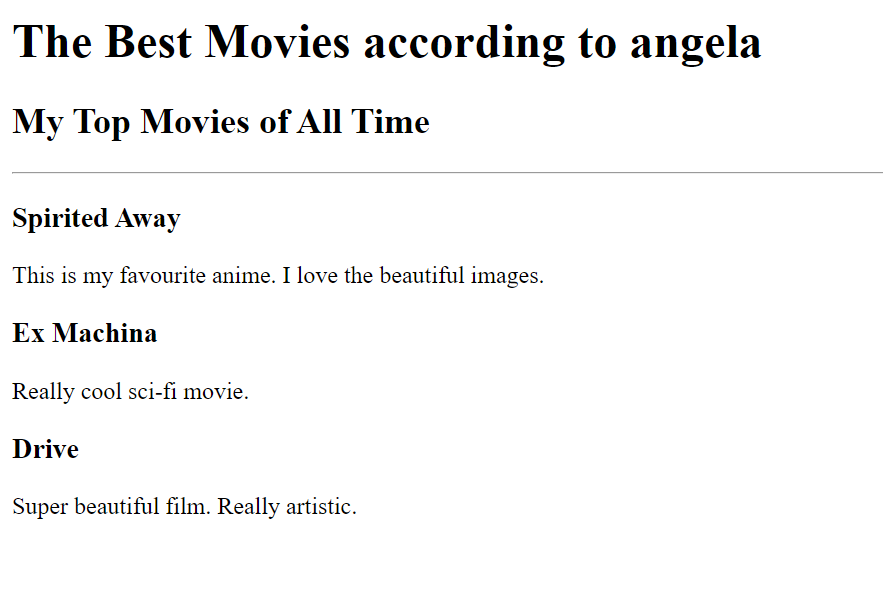 The Best Movies according to angela
My Top Movies of All Time
Spirited Away
This is my favourite anime. I love the beautiful images.
Ex Machina
Really cool sci-fi movie.
Drive
Super beautiful film. Really artistic.